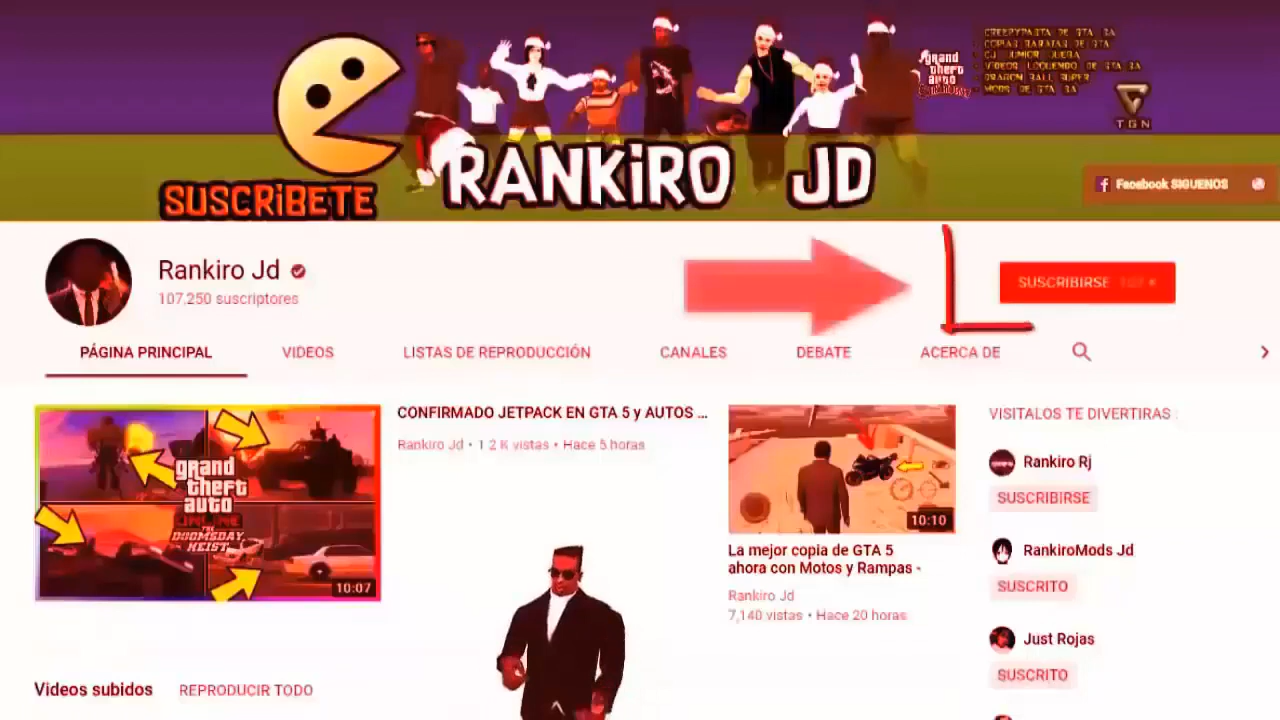 CREEPYPASTA DE GTA SA
COPIAS BARATAS DE GTA
CJ JUNIOR JUEGA
VIDEOS LOQUENDO DE GTA SA
DRAGON BALL SUPER
MODS DE GTA SA
grand
theft
auto
TGN
RANKiRO JD
SUSCRiBETE
Facebook SIGUENOS
Rankiro Jd
107,250 suscriptores
SUSCRIBIRSE
PÁGINA PRINCIPAL
VIDEOS
LISTAS DE REPRODUCCIÓN
CANALES
DEBATE
ACERCA DE
grand
theft
auto
ONLINE
THE
DOOMSDAY
HEIST
10:07
CONFIRMADO JETPACK EN GTA 5 y AUTOS ...
Rankiro Jd • 1 2 K vistas • Hace 5 horas
10:10
La mejor copia de GTA 5
ahora con Motos y Rampas -
Rankiro Jd
7,140 vistas • Hace 20 horas
VISITALOS TE DIVERTIRAS :
Rankiro Rj
SUSCRIBIRSE
RankiroMods Jd
SUSCRITO
Just Rojas
SUSCRITO
Videos subidos
REPRODUCIR TODO